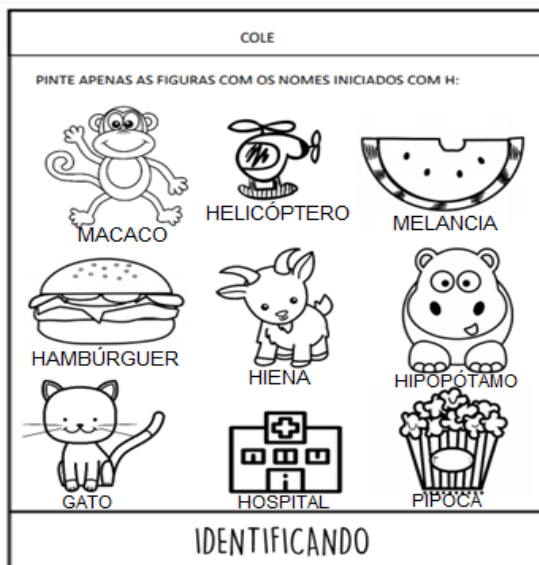 COLE
PINTE APENAS AS FIGURAS COM OS NOMES INICIADOS COM H:
MACACO
HELICÓPTERO
MELANCIA
HAMBÚRGUER
HIENA
HIPOPÓTAMO
GATO
HOSPITAL
PIPOCA
IDENTIFICANDO